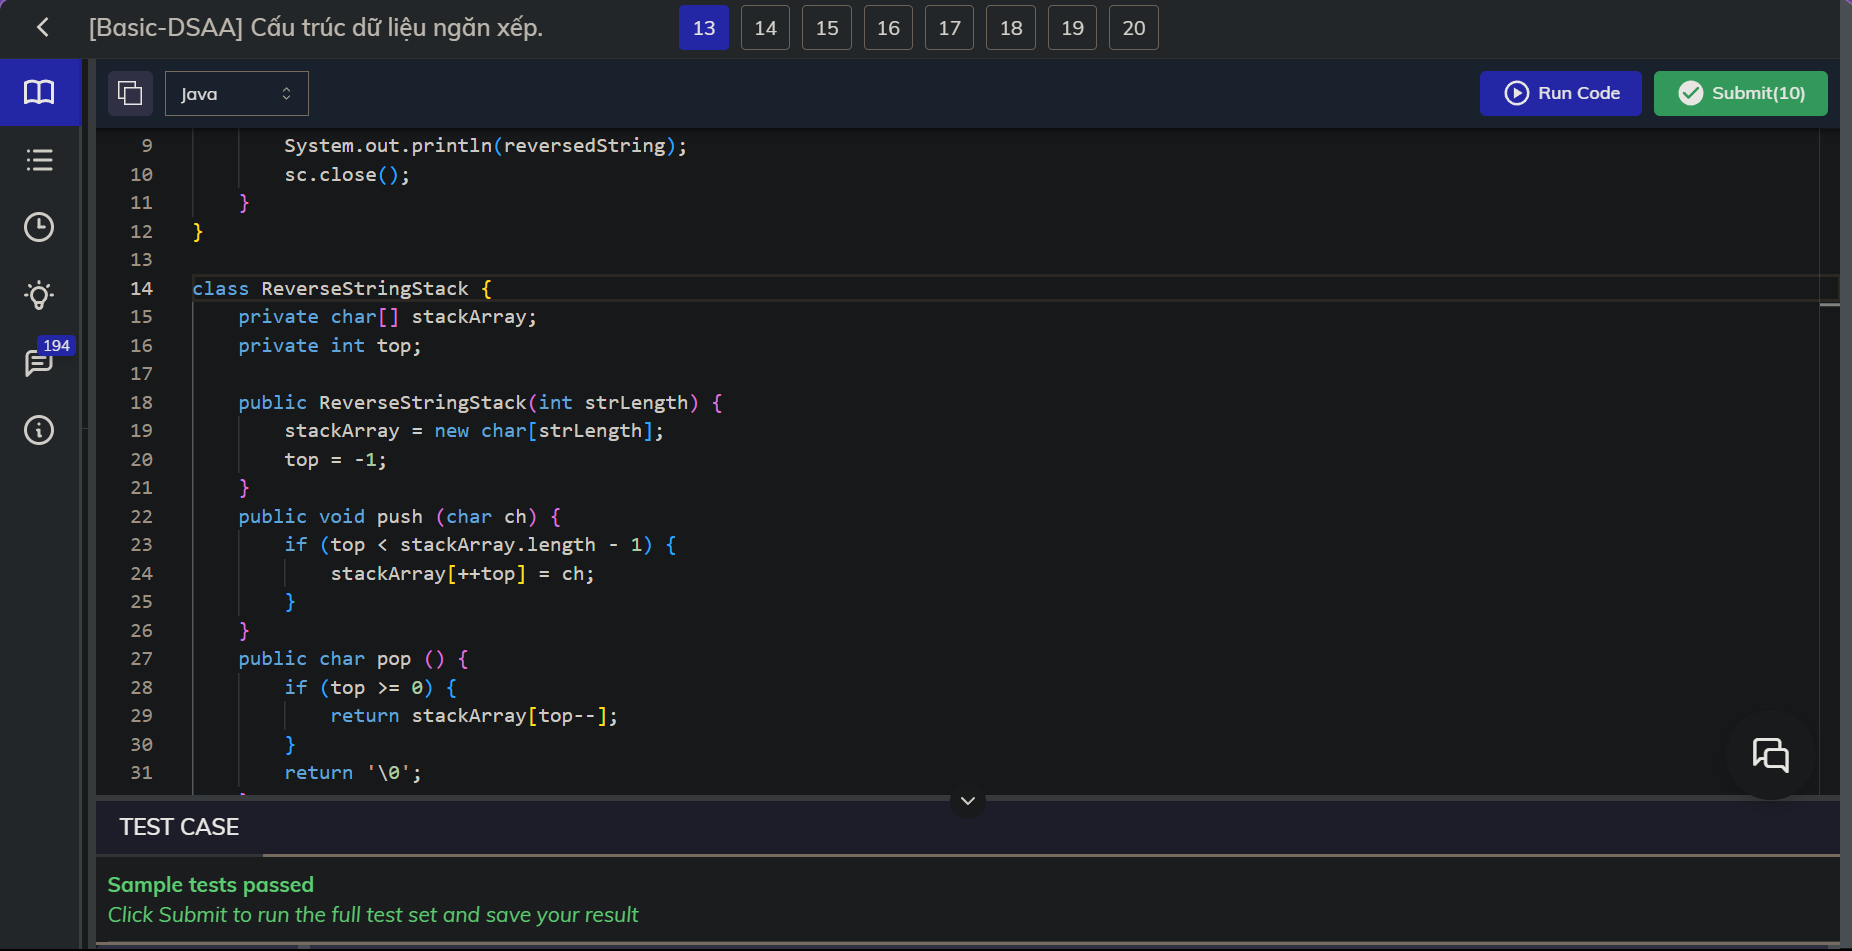 [Basic-DSAA] Cấu trúc dữ liệu ngăn xếp.
13 14 15 16 17 18 19 20
Java
Run Code
Submit(10)
194
9 System.out.println(reversedString);
10 sc.close();
11 }
12 }
13
14 class ReverseStringStack {
15 private char[] stackArray;
16 private int top;
17
18 public ReverseStringStack(int strLength) {
19 stackArray = new char[strLength];
20 top = -1;
21 }
22 public void push (char ch) {
23 if (top < stackArray.length - 1) {
24 stackArray[++top] = ch;
25 }
26 }
27 public char pop () {
28 if (top >= 0) {
29 return stackArray[top--];
30 }
31 return '\0';
TEST CASE
Sample tests passed
Click Submit to run the full test set and save your result